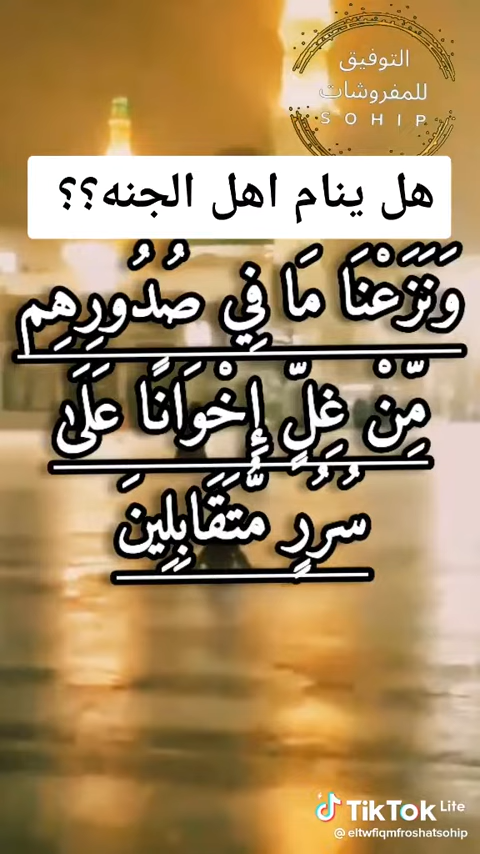 التوفيق
للمفروشات
SOHIP
هل ينام اهل الجنه؟؟
وَنَزَعْنَا مَا فِي صُدُورِهِم
مِّنْ غِلٍّ إِخْوَانًا عَلَىٰ
سُرُرٍ مُّتَقَابِلِينَ
TikTok Lite
@eltwfiqmfroshatsohip